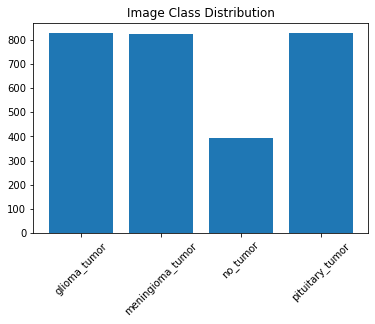 Image Class Distribution
800
700
600
500
400
300
200
100
0
glioma_tumor
meningioma_tumor
no_tumor
pituitary_tumor